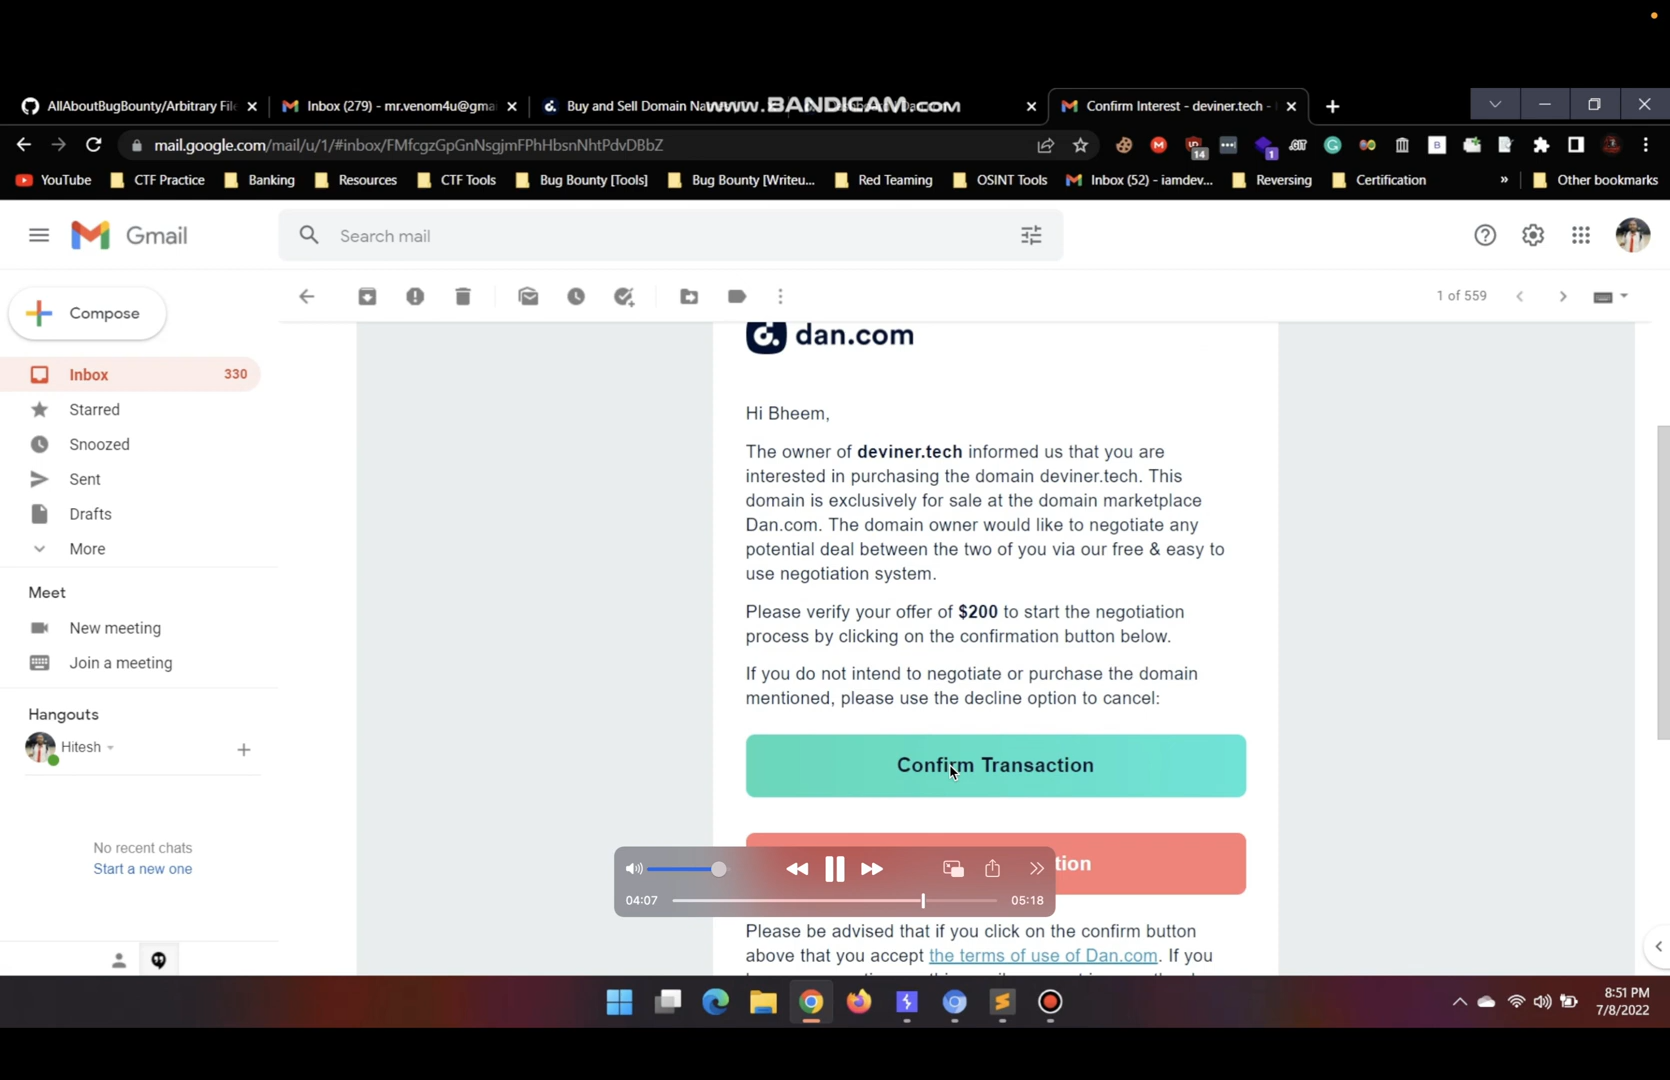 AllAboutBugBounty/Arbitrary File
Inbox (279) - mr.venom4u@gma
Buy and Sell Domain Na
www.BANDICAM.com
Confirm Interest - deviner.tech -
mail.google.com/mail/u/1/#inbox/FMfcgzGpGnNsgjmFPhHbsnNhtPdvDBbZ
14
1
GIT
B
YouTube
CTF Practice
Banking
Resources
CTF Tools
Bug Bounty [Tools]
Bug Bounty [Writeu...
Red Teaming
OSINT Tools
Inbox (52) - iamdev...
Reversing
Certification
»
Other bookmarks
Gmail
Search mail
Compose
1 of 559
Inbox 330
Starred
Snoozed
Sent
Drafts
More
Meet
New meeting
Join a meeting
Hangouts
Hitesh
No recent chats
Start a new one
dan.com
Hi Bheem,
The owner of deviner.tech informed us that you are
interested in purchasing the domain deviner.tech. This
domain is exclusively for sale at the domain marketplace
Dan.com. The domain owner would like to negotiate any
potential deal between the two of you via our free & easy to
use negotiation system.
Please verify your offer of $200 to start the negotiation
process by clicking on the confirmation button below.
If you do not intend to negotiate or purchase the domain
mentioned, please use the decline option to cancel:
Confirm Transaction
tion
04:07
05:18
Please be advised that if you click on the confirm button
above that you accept the terms of use of Dan.com. If you
8:51 PM
7/8/2022